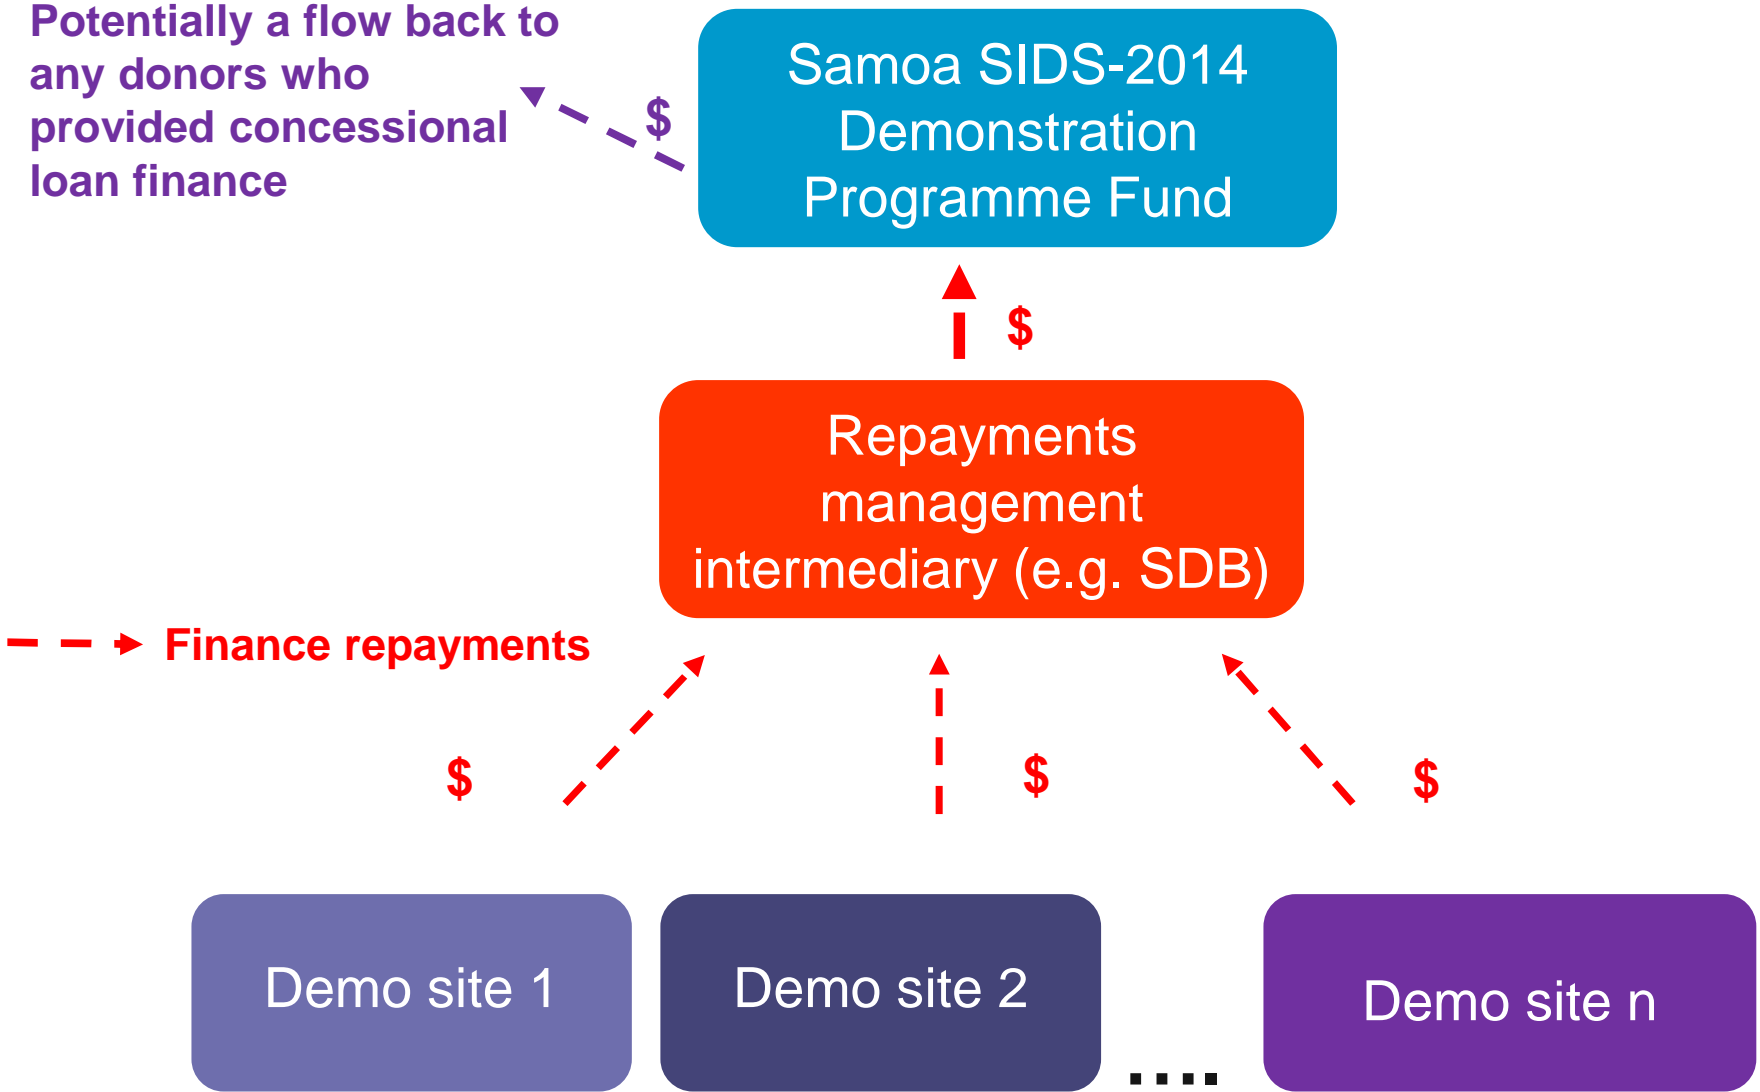 Potentially a flow back to
any donors who
provided concessional
loan finance
$
Samoa SIDS-2014
Demonstration
Programme Fund
$
Repayments
management
intermediary (e.g. SDB)
Finance repayments
$
$
$
Demo site 1
Demo site 2
....
Demo site n